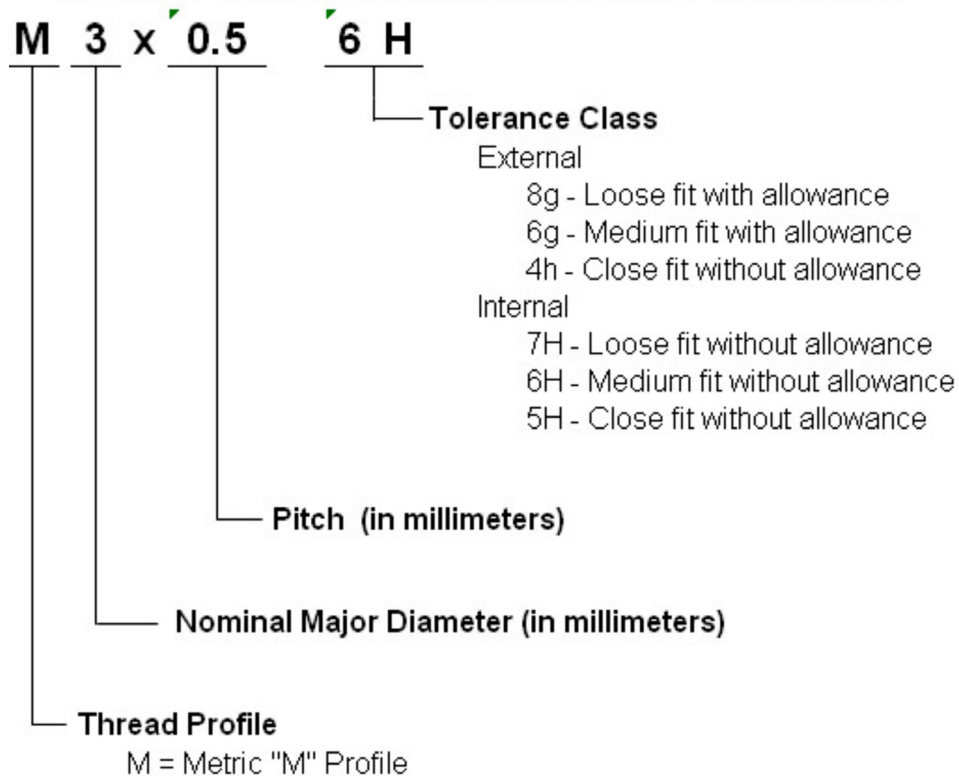 M 3 x 0.5 6 H
Tolerance Class
External
8g - Loose fit with allowance
6g - Medium fit with allowance
4h - Close fit without allowance
Internal
7H - Loose fit without allowance
6H - Medium fit without allowance
5H - Close fit without allowance
Pitch (in millimeters)
Nominal Major Diameter (in millimeters)
Thread Profile
M = Metric "M" Profile